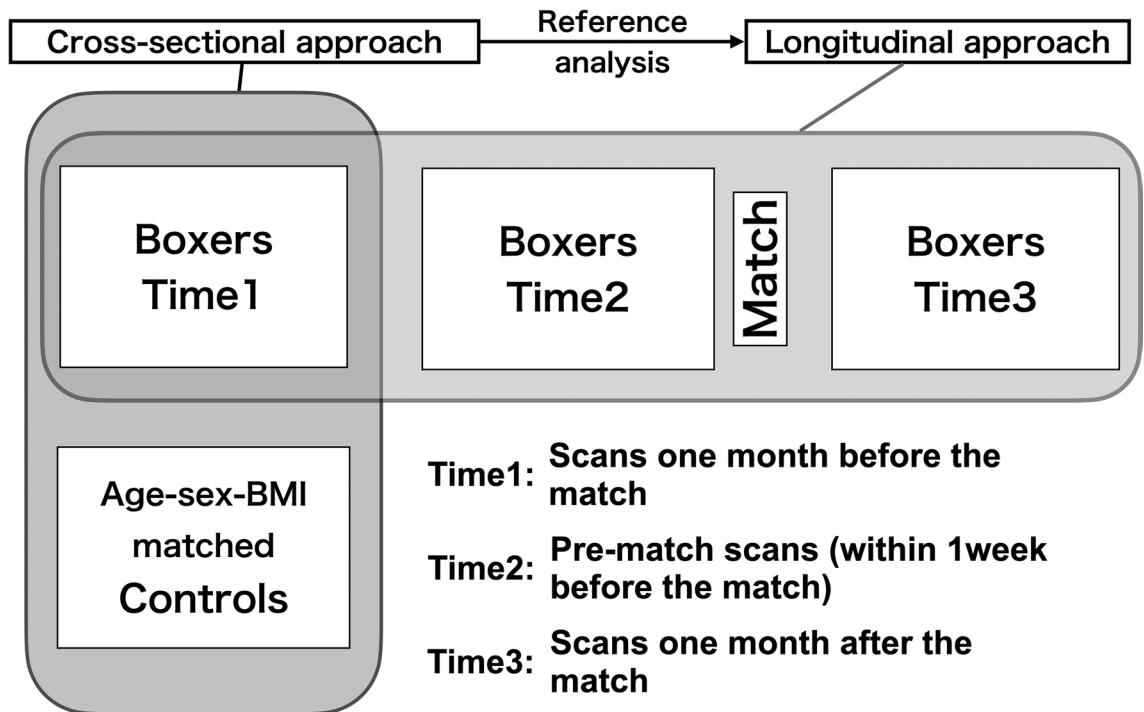 Cross-sectional approach
Reference
analysis
Longitudinal approach
Boxers
Time1
Boxers
Time2
Match
Boxers
Time3
Age-sex-BMI
matched
Controls
Time1: Scans one month before the
match
Time2: Pre-match scans (within 1week
before the match)
Time3: Scans one month after the
match